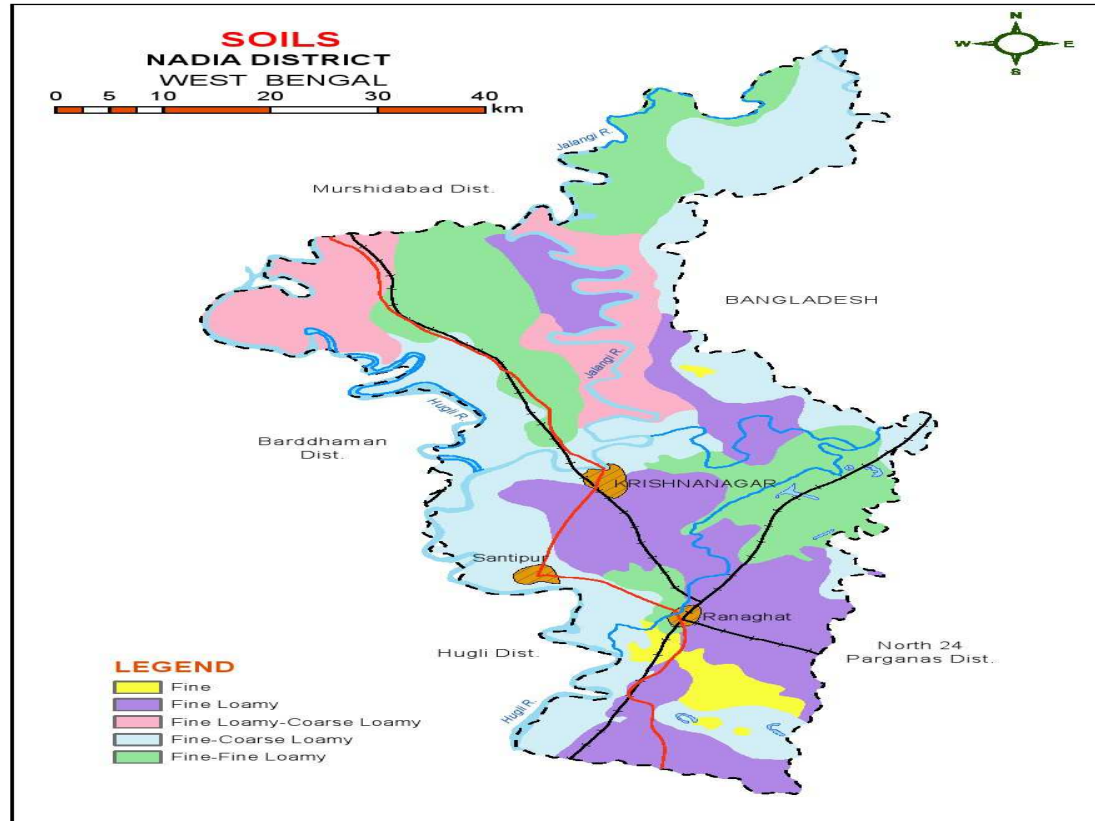 SOILS
NADIA DISTRICT
WEST BENGAL
0 5 10 20 30 40
km
N
W E
S
Jalangi R.
Murshidabad Dist.
BANGLADESH
Jalangi R.
Hugli R.
Barddhaman
Dist.
KRISHNANAGAR
Santipur
Ranaghat
Hugli Dist.
North 24
Parganas Dist.
Hugli R.
LEGEND
Fine
Fine Loamy
Fine Loamy-Coarse Loamy
Fine-Coarse Loamy
Fine-Fine Loamy